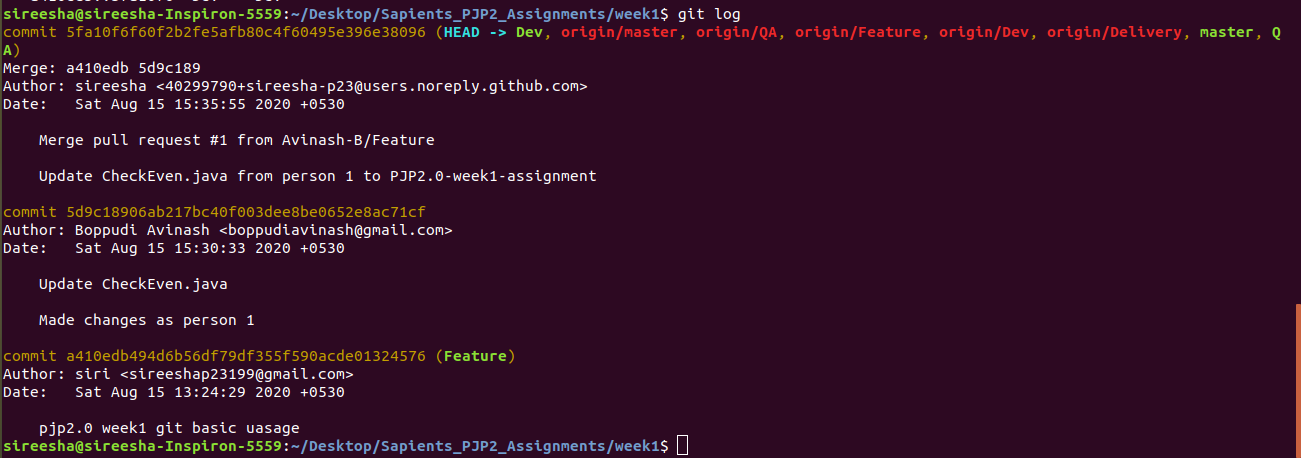 sireesha@sireesha-Inspiron-5559:~/Desktop/Sapients_PJP2_Assignments/week1$ git log
commit 5fa10f6f60f2b2fe5afb80c4f60495e396e38096 (HEAD -> Dev, origin/master, origin/QA, origin/Feature, origin/Dev, origin/Delivery, master, Q
A)
Merge: a410edb 5d9c189
Author: sireesha <40299790+sireesha-p23@users.noreply.github.com>
Date:   Sat Aug 15 15:35:55 2020 +0530
    Merge pull request #1 from Avinash-B/Feature
    Update CheckEven.java from person 1 to PJP2.0-week1-assignment
commit 5d9c18906ab217bc40f003dee8be0652e8ac71cf
Author: Boppudi Avinash <boppudiavinash@gmail.com>
Date:   Sat Aug 15 15:30:33 2020 +0530
    Update CheckEven.java
    Made changes as person 1
commit a410edb494d6b56df79df355f590acde01324576 (Feature)
Author: siri <sireeshap23199@gmail.com>
Date:   Sat Aug 15 13:24:29 2020 +0530
    pjp2.0 week1 git basic uasage
sireesha@sireesha-Inspiron-5559:~/Desktop/Sapients_PJP2_Assignments/week1$